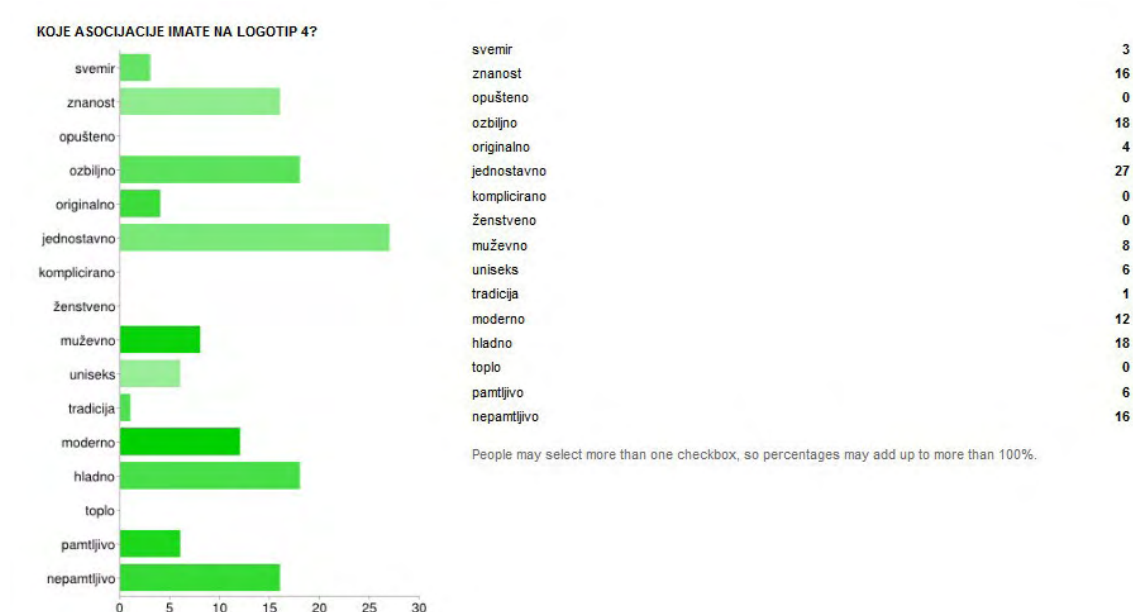 KOJE ASOCIJACIJE IMATE NA LOGOTIP 4?
svemir
znanost
opušteno
ozbiljno
originalno
jednostavno
komplicirano
ženstveno
muževno
uniseks
tradicija
moderno
hladno
toplo
pamtljivo
nepamtljivo
0 5 10 15 20 25 30
svemir 3
znanost 16
opušteno 0
ozbiljno 18
originalno 4
jednostavno 27
komplicirano 0
ženstveno 0
muževno 8
uniseks 6
tradicija 1
moderno 12
hladno 18
toplo 0
pamtljivo 6
nepamtljivo 16
People may select more than one checkbox, so percentages may add up to more than 100%.